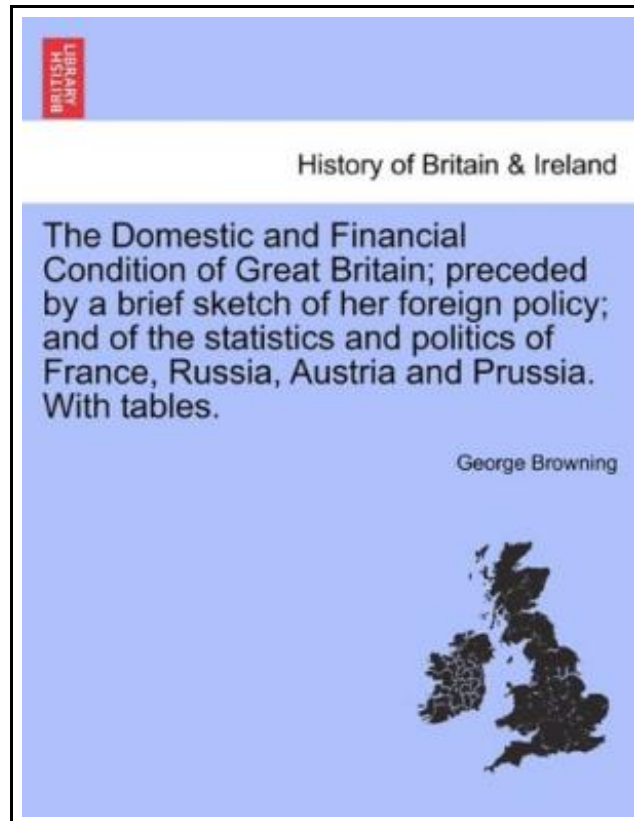 BRITISH
LIBRARY
History of Britain & Ireland
The Domestic and Financial
Condition of Great Britain; preceded
by a brief sketch of her foreign policy;
and of the statistics and politics of
France, Russia, Austria and Prussia.
With tables.
George Browning